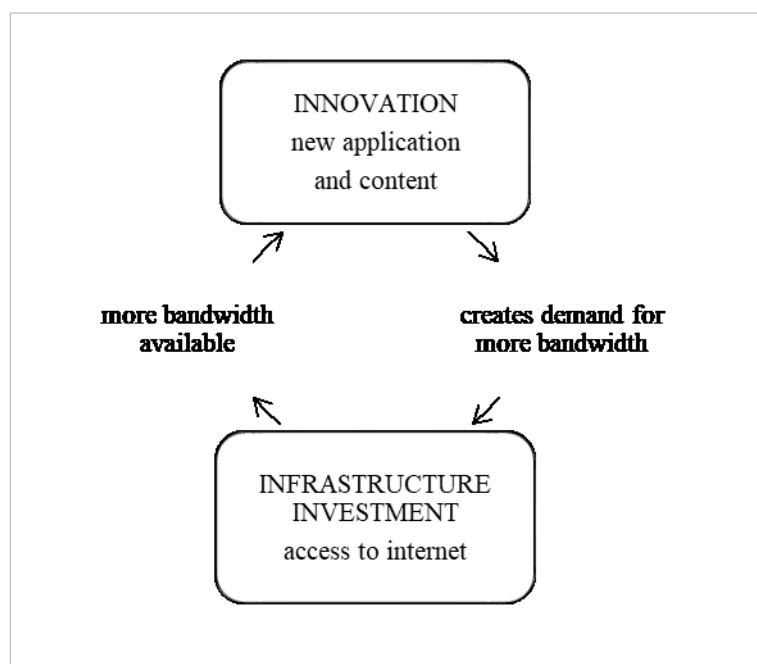 INNOVATION
new application
and content
more bandwidth
available
creates demand for
more bandwidth
INFRASTRUCTURE
INVESTMENT
access to internet